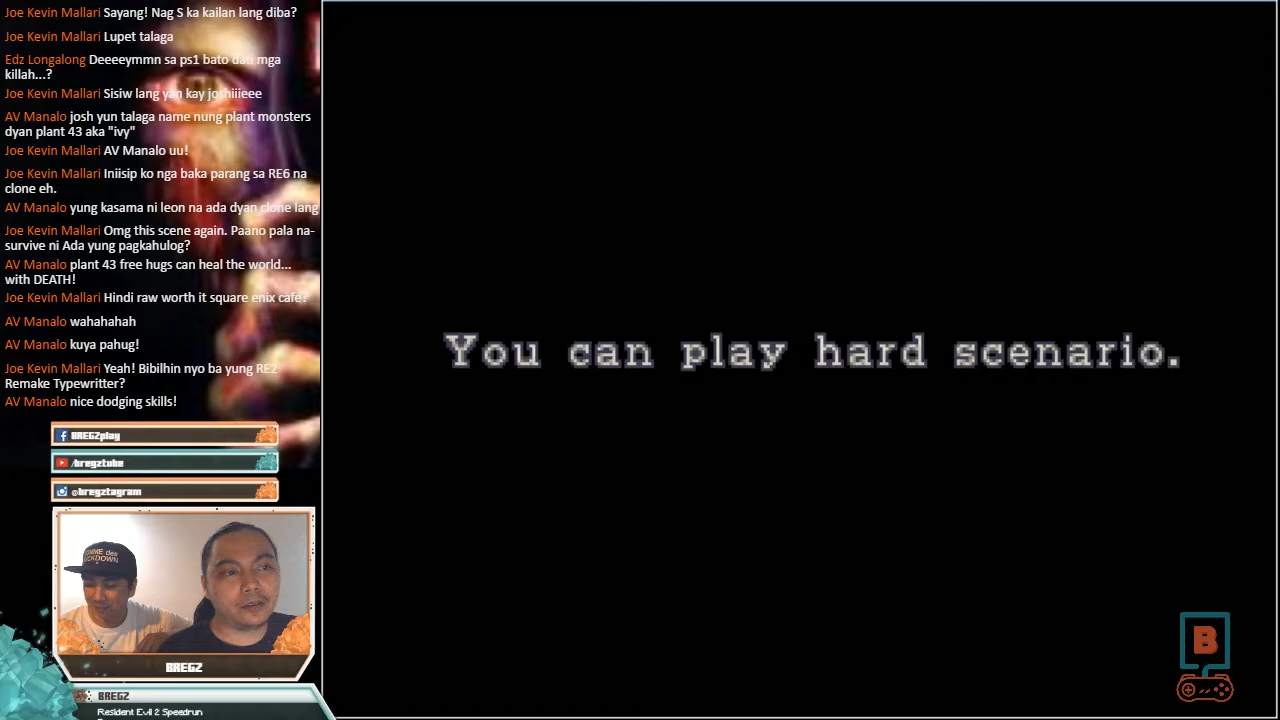 Joe Kevin Mallari Sayang! Nag S ka kailan lang diba?
Joe Kevin Mallari Lupet talaga
Edz Longalong Deeeeymmn sa ps1 bato dati mga
killah...?
Joe Kevin Mallari Sisiw lang yan kay joshiiieee
AV Manalo josh yun talaga name nung plant monsters
dyan plant 43 aka "ivy"
Joe Kevin Mallari AV Manalo uu!
Joe Kevin Mallari Iniisip ko nga baka parang sa RE6 na
clone eh.
AV Manalo yung kasama ni leon na ada dyan clone lang
Joe Kevin Mallari Omg this scene again. Paano pala na-
survive ni Ada yung pagkahulog?
AV Manalo plant 43 free hugs can heal the world...
with DEATH!
Joe Kevin Mallari Hindi raw worth it square enix cafe?
AV Manalo wahahahah
AV Manalo kuya pahug!
Joe Kevin Mallari Yeah! Bibilhin nyo ba yung RE2
Remake Typewritter?
AV Manalo nice dodging skills!
BREGZplay
/bregztube
@bregztagram
BREGZ
BREGZ
Resident Evil 2 Speedrun
You can play hard scenario.
B